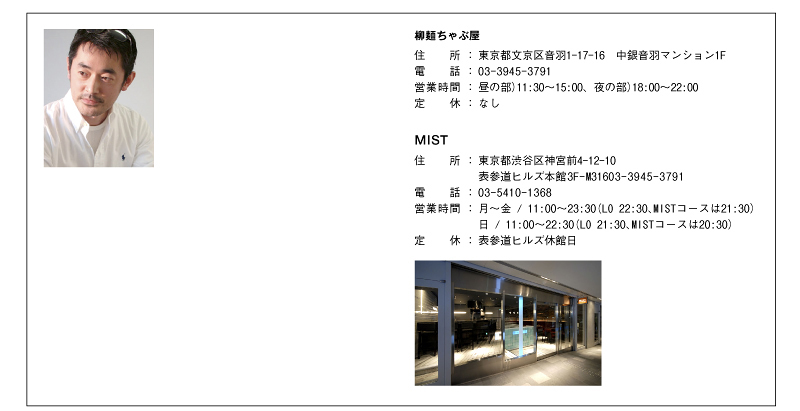 柳麺ちゃぶ屋
住　　所：東京都文京区音羽1-17-16　中銀音羽マンション1F
電　　話：03-3945-3791
営業時間：昼の部)11:30～15:00、夜の部)18:00～22:00
定　　休：なし
MIST
住　　所：東京都渋谷区神宮前4-12-10
表参道ヒルズ本館3F-M31603-3945-3791
電　　話：03-5410-1368
営業時間：月～金 / 11:00～23:30(LO 22:30、MISTコースは21:30)
日 / 11:00～22:30(LO 21:30、MISTコースは20:30)
定　　休：表参道ヒルズ休館日